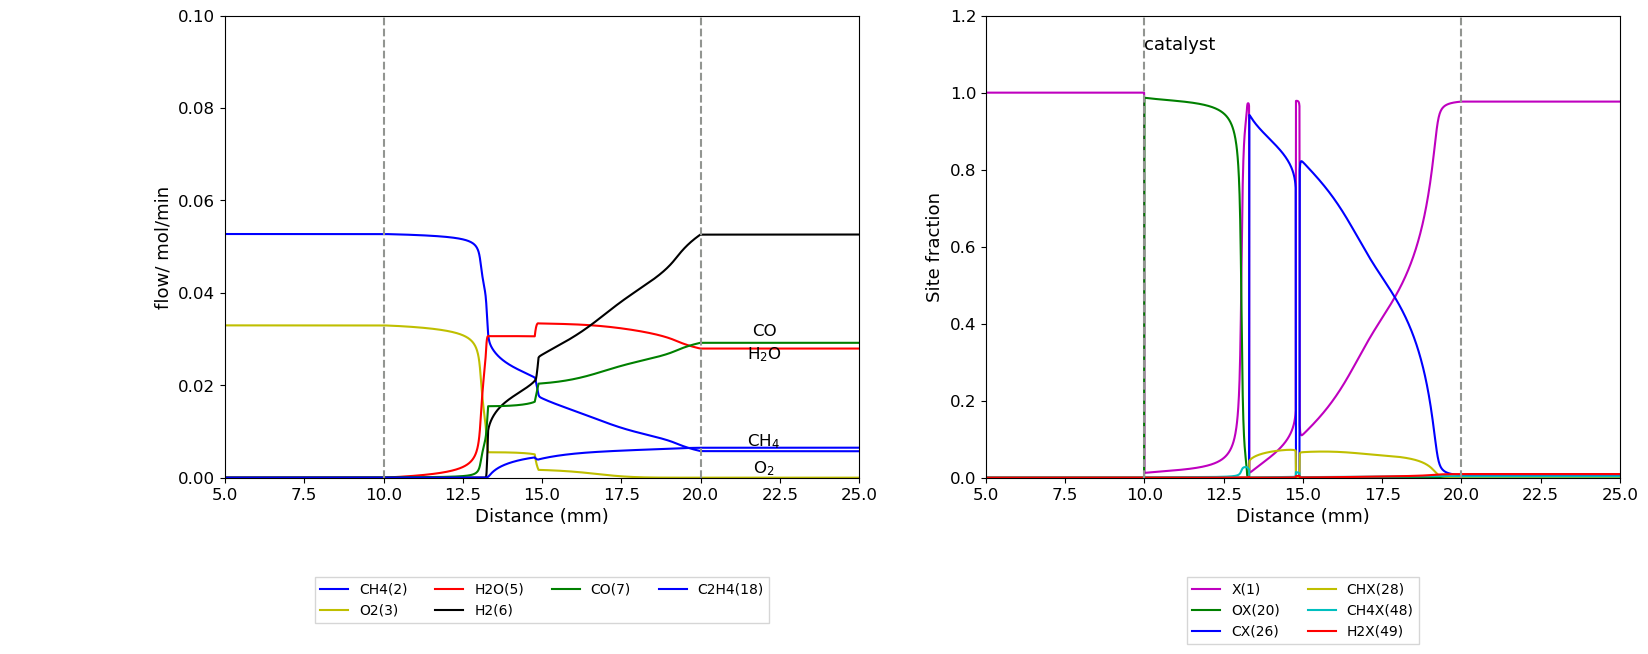 flow/ mol/min
0.10
0.08
0.06
0.04
0.02
0.00
CO
H₂O
CH₄
O₂
5.0 7.5 10.0 12.5 15.0 17.5 20.0 22.5 25.0
Distance (mm)
CH4(2) H2O(5) CO(7) C2H4(18)
O2(3) H2(6)
Site fraction
1.2
1.0
0.8
0.6
0.4
0.2
0.0
catalyst
5.0 7.5 10.0 12.5 15.0 17.5 20.0 22.5 25.0
Distance (mm)
X(1) CHX(28)
OX(20) CH4X(48)
CX(26) H2X(49)